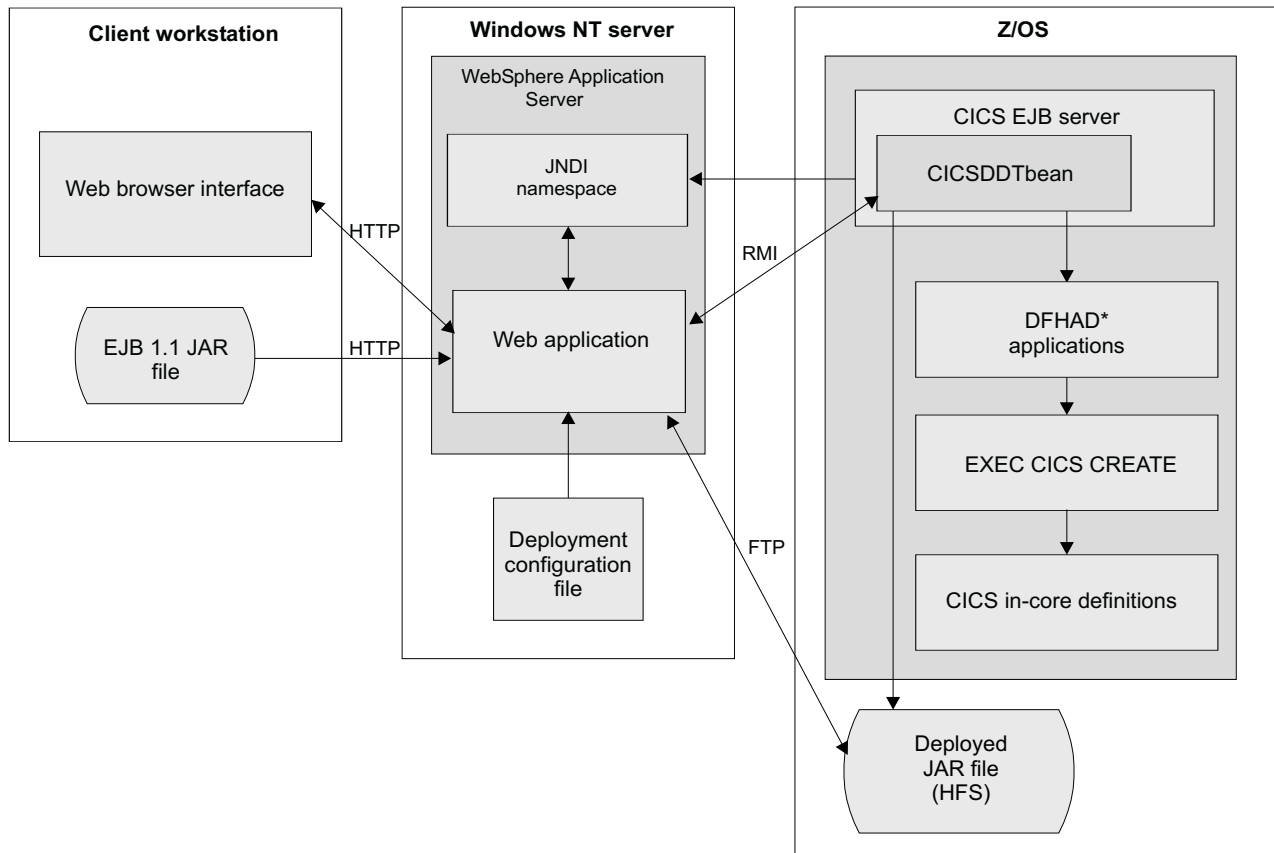 Client workstation
Web browser interface
EJB 1.1 JAR
file
HTTP
HTTP
Windows NT server
WebSphere Application
Server
JNDI
namespace
Web application
Deployment
configuration
file
RMI
FTP
Z/OS
CICS EJB server
CICSDDTbean
DFHAD*
applications
EXEC CICS CREATE
CICS in-core definitions
Deployed
JAR file
(HFS)